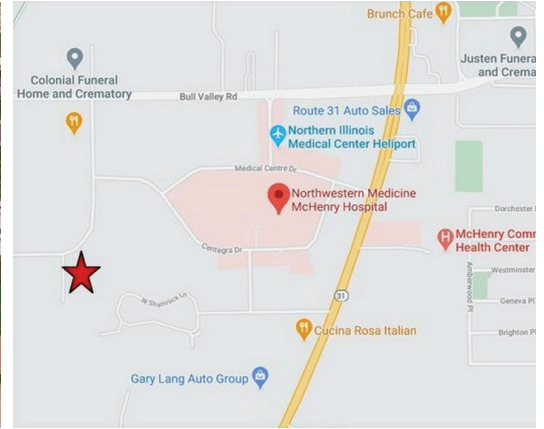 Brunch Cafe
Colonial Funeral
Home and Crematory
Justen Funera
and Crema
Bull Valley Rd
Route 31 Auto Sales
Northern Illinois
Medical Center Heliport
Medical Centre Dr
Northwestern Medicine
McHenry Hospital
Dorchester
Centegra Dr
H
McHenry Comm
Health Center
Amberwood Pl
Westminster
W Shamrock Ln
31
Geneva Pl
Cucina Rosa Italian
Brighton Pl
Gary Lang Auto Group